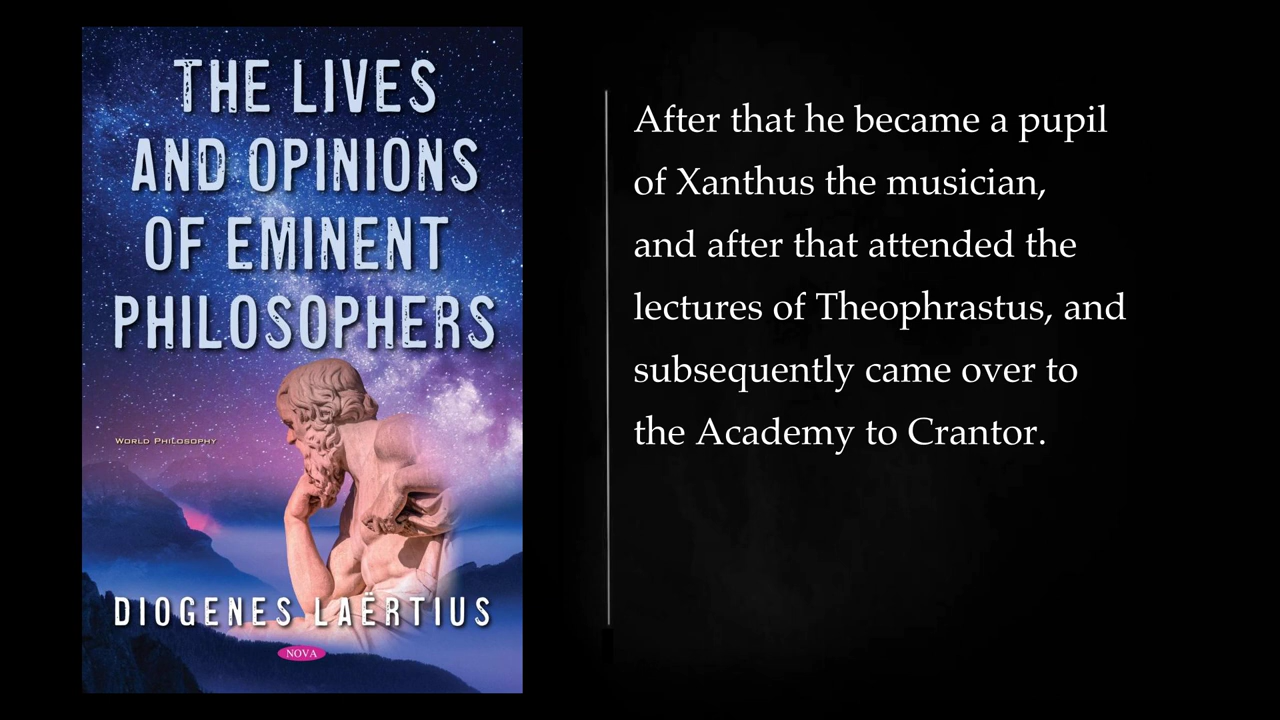 THE LIVES
AND OPINIONS
OF EMINENT
PHILOSOPHERS
WORLD PHILOSOPHY
DIOGENES LAËRTIUS
NOVA
After that he became a pupil
of Xanthus the musician,
and after that attended the
lectures of Theophrastus, and
subsequently came over to
the Academy to Crantor.